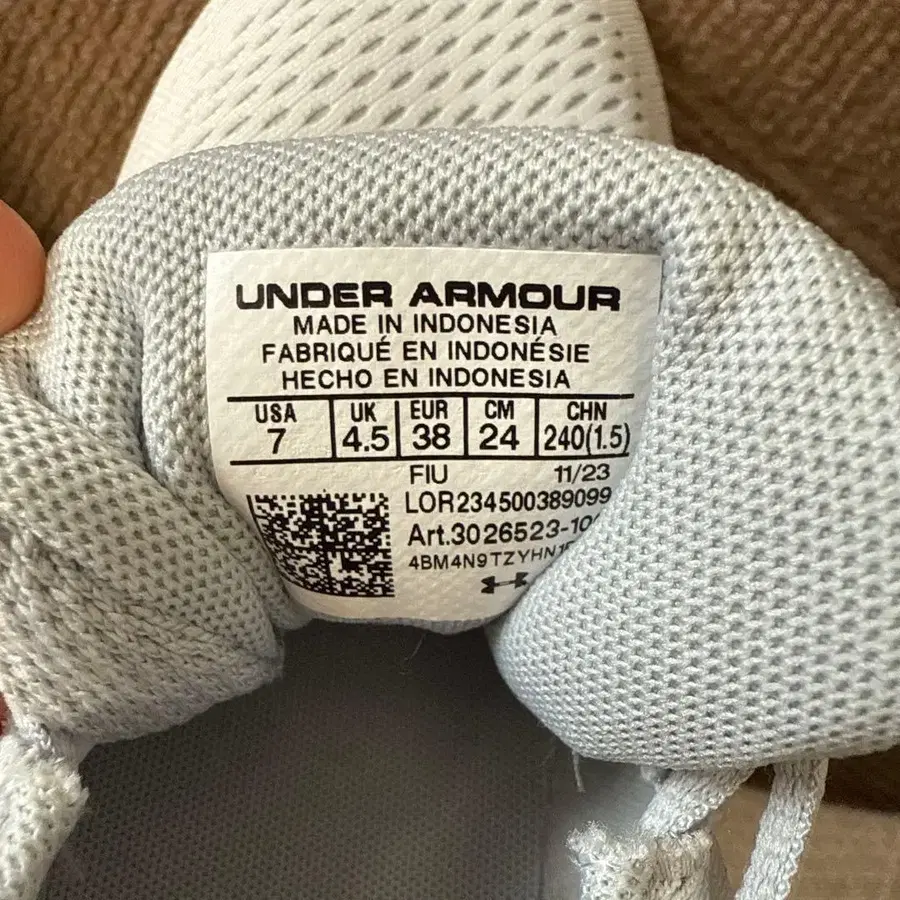 UNDER ARMOUR
MADE IN INDONESIA
FABRIQUÉ EN INDONÉSIE
HECHO EN INDONESIA
USA UK EUR CM CHN
7 4.5 38 24 240(1.5)
FIU 11/23
LOR234500389099